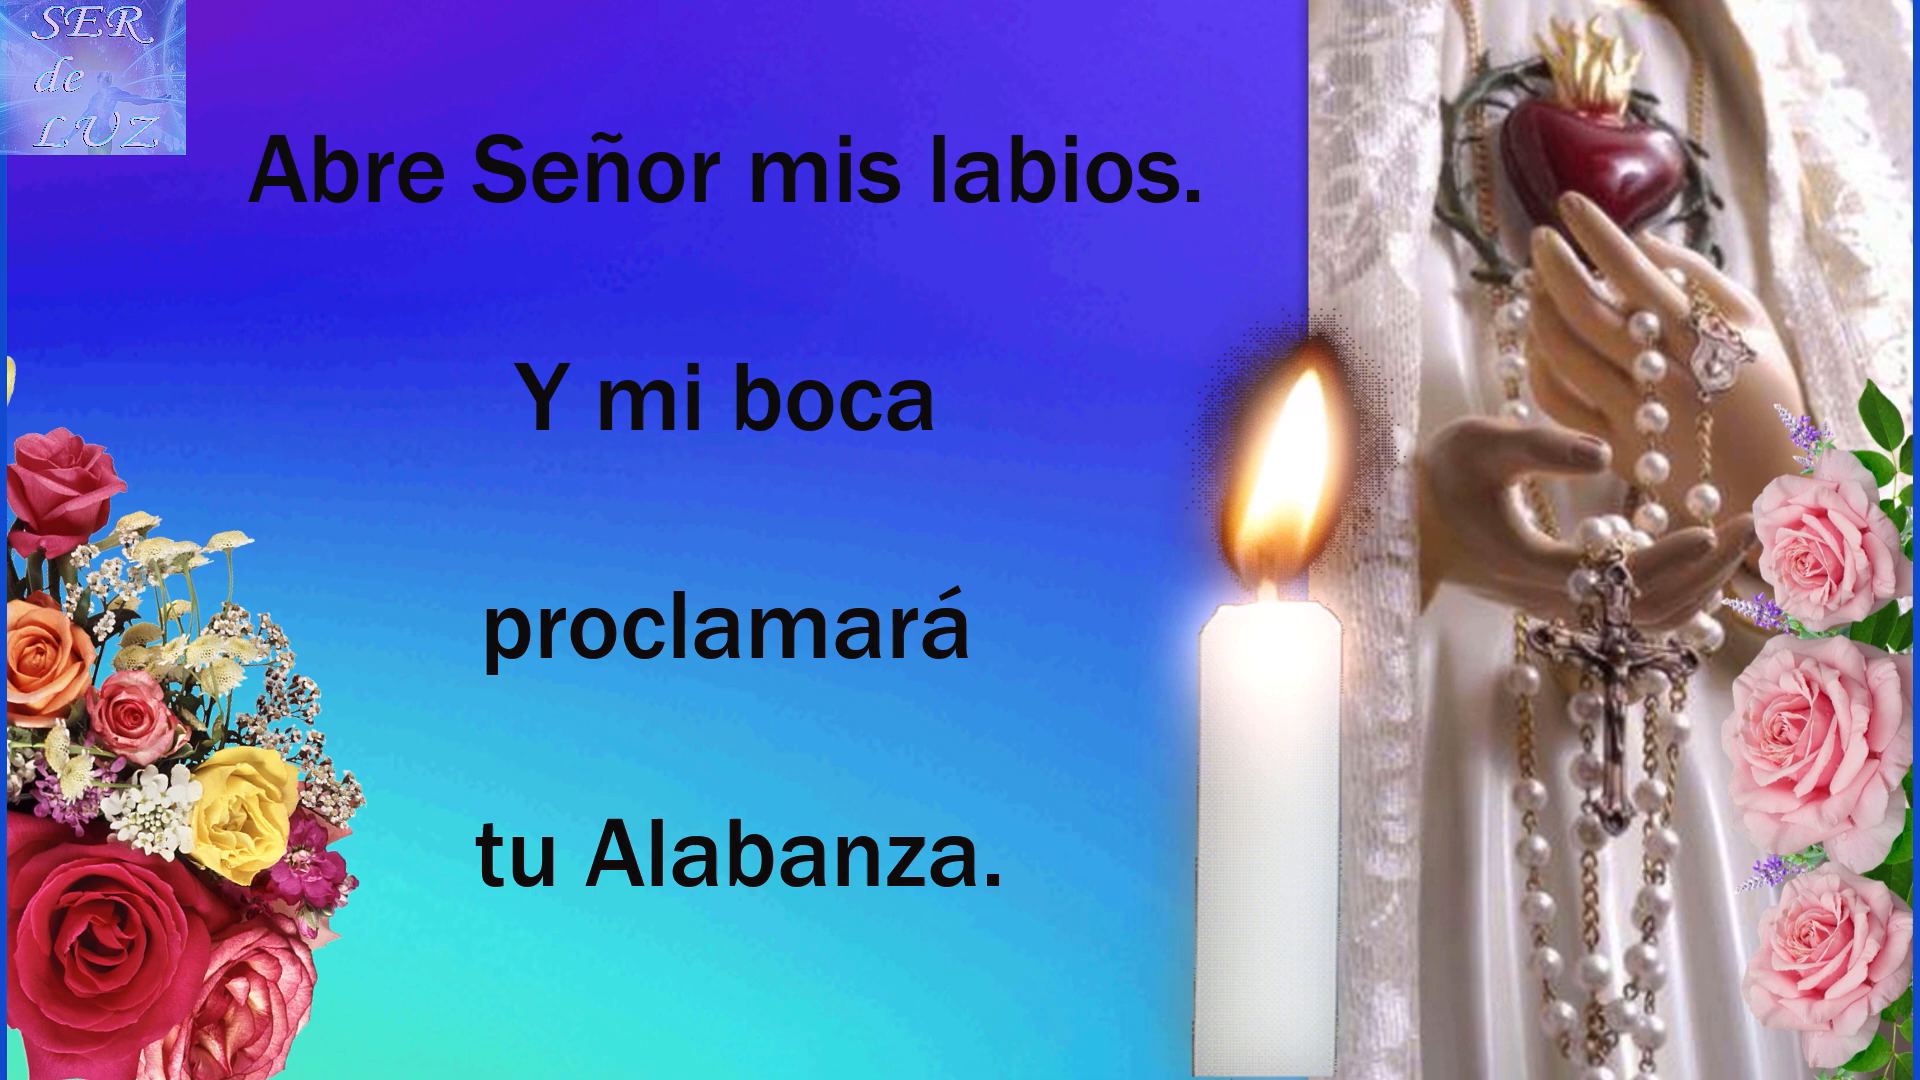 SER
de
LUZ
Abre Señor mis labios.
Y mi boca
proclamará
tu Alabanza.